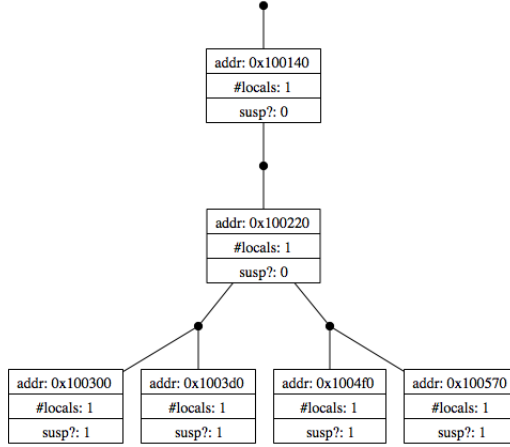 addr: 0x100140
#locals: 1
susp?: 0
addr: 0x100220
#locals: 1
susp?: 0
addr: 0x100300
#locals: 1
susp?: 1
addr: 0x1003d0
#locals: 1
susp?: 1
addr: 0x1004f0
#locals: 1
susp?: 1
addr: 0x100570
#locals: 1
susp?: 1